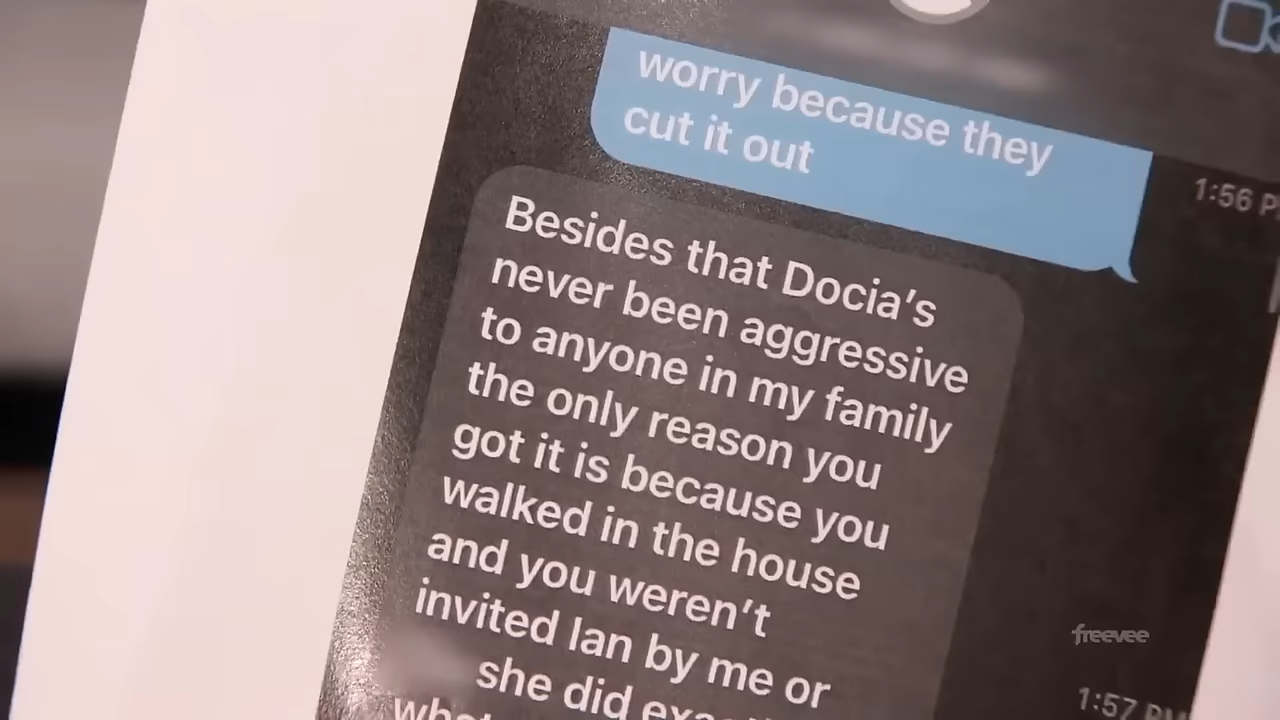 worry because they
cut it out
1:56 P
Besides that Docia's
never been aggressive
to anyone in my family
the only reason you
got it is because you
walked in the house
and you weren't
invited Ian by me or
she did
freevee
1:57 PM